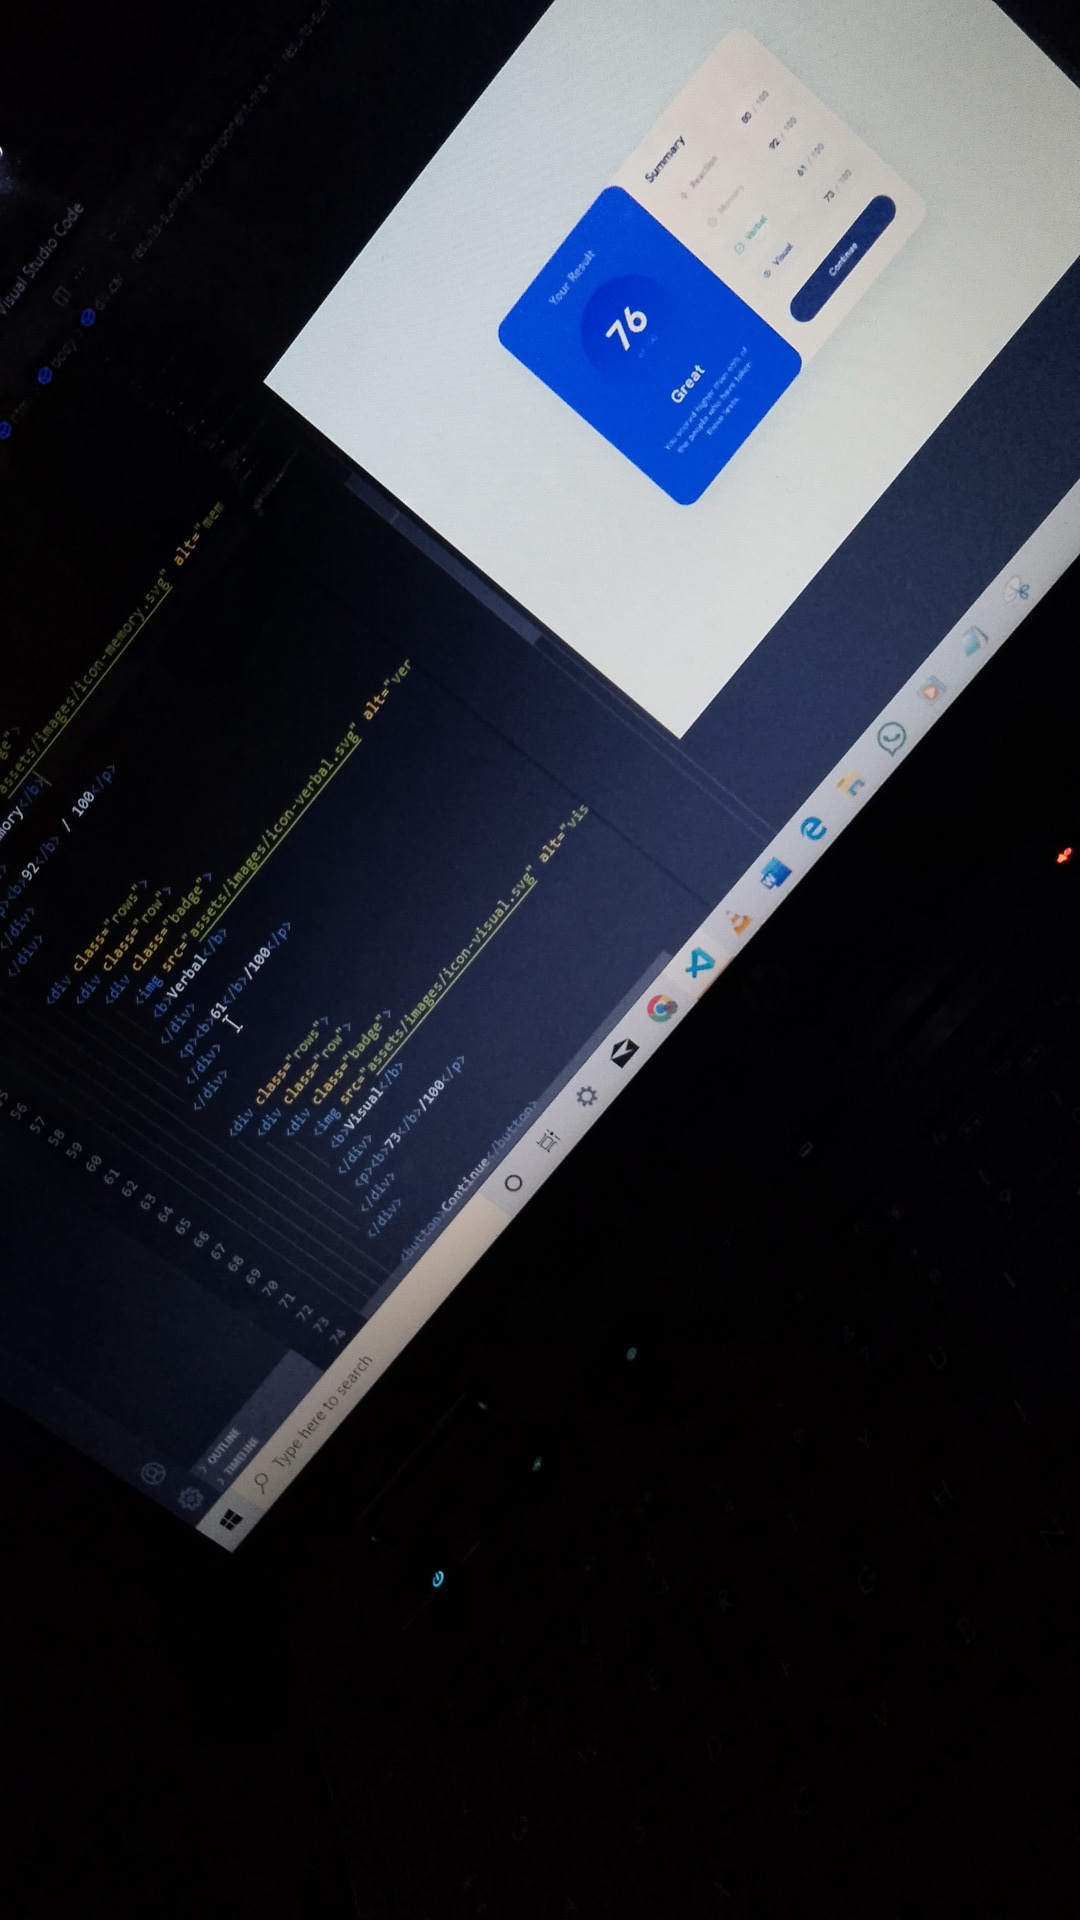 Visual Studio Code
body
results-summary-component-main
assets/images/icon-memory.svg" alt="mem
mory</b>
p><b>92</b> / 100</p>
</div>
</div>
<div class="rows">
<div class="row">
<div class="badge">
<img src="assets/images/icon-verbal.svg" alt="ver
<b>Verbal</b>
</div>
<p><b>61</b>/100</p>
</div>
</div>
<div class="rows">
<div class="row">
<div class="badge">
<img src="assets/images/icon-visual.svg" alt="vis
<b>Visual</b>
</div>
<p><b>73</b>/100</p>
</div>
</div>
<button>Continue</button>
56
57
58
59
60
61
62
63
64
65
66
67
68
69
70
71
72
73
74
OUTLINE
TIMELINE
Your Result
76
Great
You scored higher than 65% of
the people who have taken
these tests.
Summary
Reaction
80 / 100
Memory
92 / 100
Verbal
61 / 100
Visual
73 / 100
Continue
Type here to search